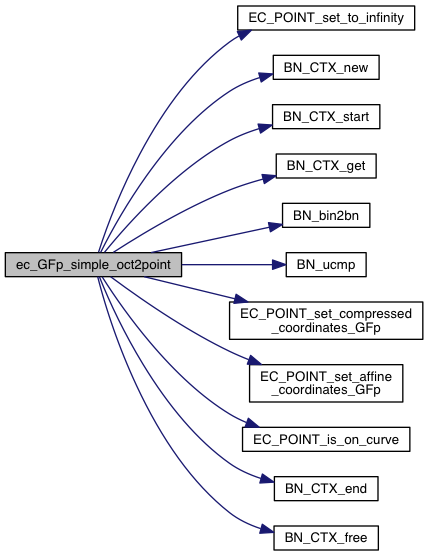 EC_POINT_set_to_infinity
BN_CTX_new
BN_CTX_start
BN_CTX_get
BN_bin2bn
ec_GFp_simple_oct2point
BN_ucmp
EC_POINT_set_compressed
_coordinates_GFp
EC_POINT_set_affine
_coordinates_GFp
EC_POINT_is_on_curve
BN_CTX_end
BN_CTX_free